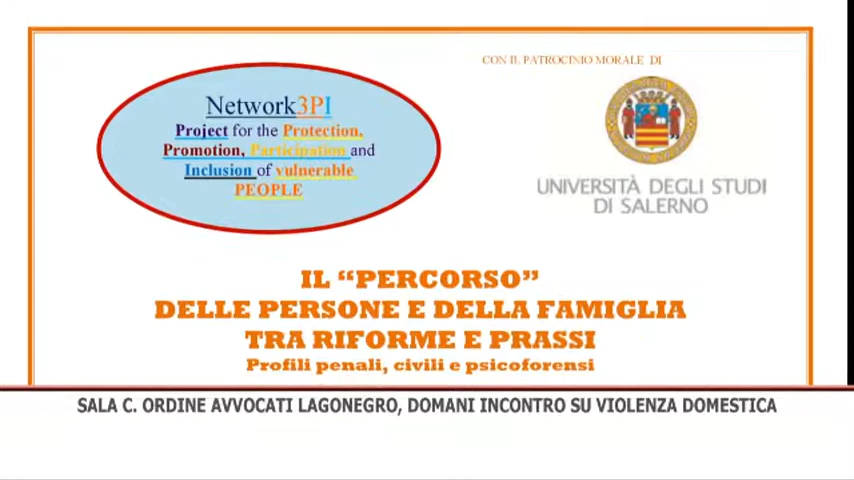 CON IL PATROCINIO MORALE DI
Network3PI
Project for the Protection,
Promotion, Participation and
Inclusion of vulnerable
PEOPLE
UNIVERSITÀ DEGLI STUDI
DI SALERNO
IL “PERCORSO”
DELLE PERSONE E DELLA FAMIGLIA
TRA RIFORME E PRASSI
Profili penali, civili e psicoforensi
SALA C. ORDINE AVVOCATI LAGONEGRO, DOMANI INCONTRO SU VIOLENZA DOMESTICA